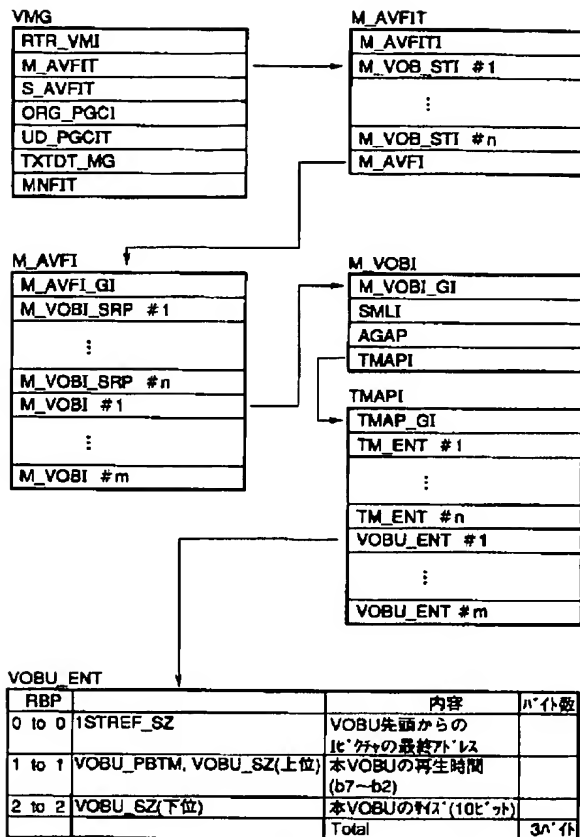 VMG
RTR_VMI
M_AVFIT
S_AVFIT
ORG_PGCI
UD_PGCIT
TXTDT_MG
MNFIT
M_AVFIT
M_AVFITI
M_VOB_STI #1
⋮
M_VOB_STI #n
M_AVFI
M_AVFI
M_AVFI_GI
M_VOBI_SRP #1
⋮
M_VOBI_SRP #n
M_VOBI #1
⋮
M_VOBI #m
M_VOBI
M_VOBI_GI
SMLI
AGAP
TMAPI
TMAPI
TMAP_GI
TM_ENT #1
⋮
TM_ENT #n
VOBU_ENT #1
⋮
VOBU_ENT #m
VOBU_ENT
RBP 内容 バイト数
0 to 0 1STREF_SZ VOBU先頭からの
Iピクチャの最終アドレス
1 to 1 VOBU_PBTM, VOBU_SZ(上位) 本VOBUの再生時間
(b7~b2)
2 to 2 VOBU_SZ(下位) 本VOBUのサイズ(10ビット)
Total 3バイト